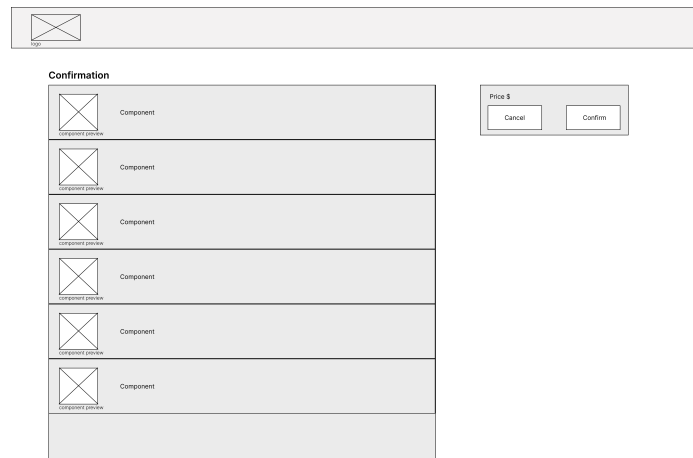 logo
Confirmation
Component
component preview
Component
component preview
Component
component preview
Component
component preview
Component
component preview
Component
component preview
Price $
Cancel
Confirm